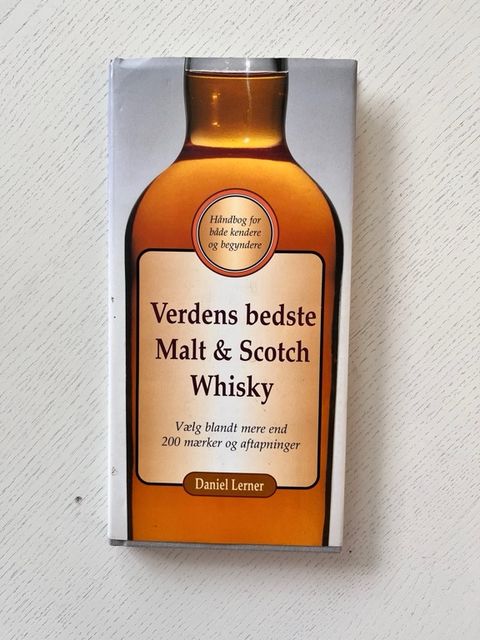 Håndbog for
både kendere
og begyndere
Verdens bedste
Malt & Scotch
Whisky
Vælg blandt mere end
200 mærker og aftapninger
Daniel Lerner